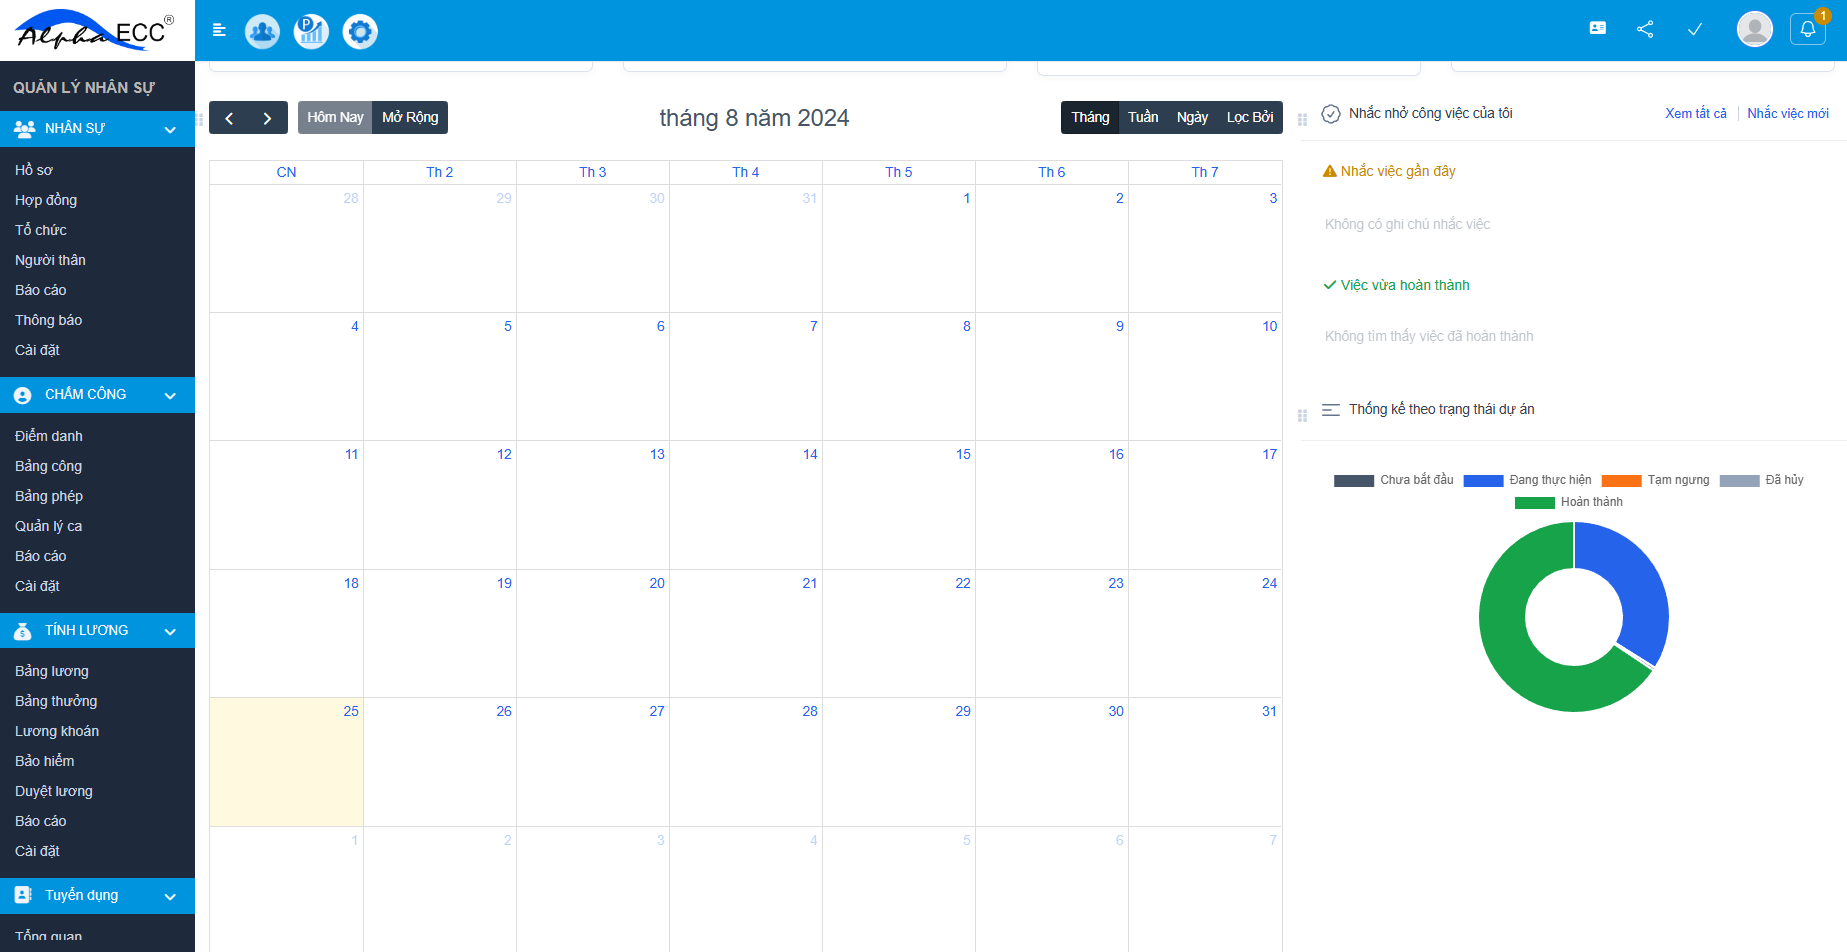 Alpha ECC®
1
QUẢN LÝ NHÂN SỰ
NHÂN SỰ
Hồ sơ
Hợp đồng
Tổ chức
Người thân
Báo cáo
Thông báo
Cài đặt
CHẤM CÔNG
Điểm danh
Bảng công
Bảng phép
Quản lý ca
Báo cáo
Cài đặt
TÍNH LƯƠNG
Bảng lương
Bảng thưởng
Lương khoán
Bảo hiểm
Duyệt lương
Báo cáo
Cài đặt
Tuyển dụng
Tổng quan
Hôm Nay Mở Rộng
tháng 8 năm 2024
Tháng Tuần Ngày Lọc Bởi
CN Th 2 Th 3 Th 4 Th 5 Th 6 Th 7
28 29 30 31 1 2 3
4 5 6 7 8 9 10
11 12 13 14 15 16 17
18 19 20 21 22 23 24
25 26 27 28 29 30 31
1 2 3 4 5 6 7
Nhắc nhở công việc của tôi
Xem tất cả Nhắc việc mới
Nhắc việc gần đây
Không có ghi chú nhắc việc
Việc vừa hoàn thành
Không tìm thấy việc đã hoàn thành
Thống kê theo trạng thái dự án
Chưa bắt đầu Đang thực hiện Tạm ngưng Đã hủy
Hoàn thành